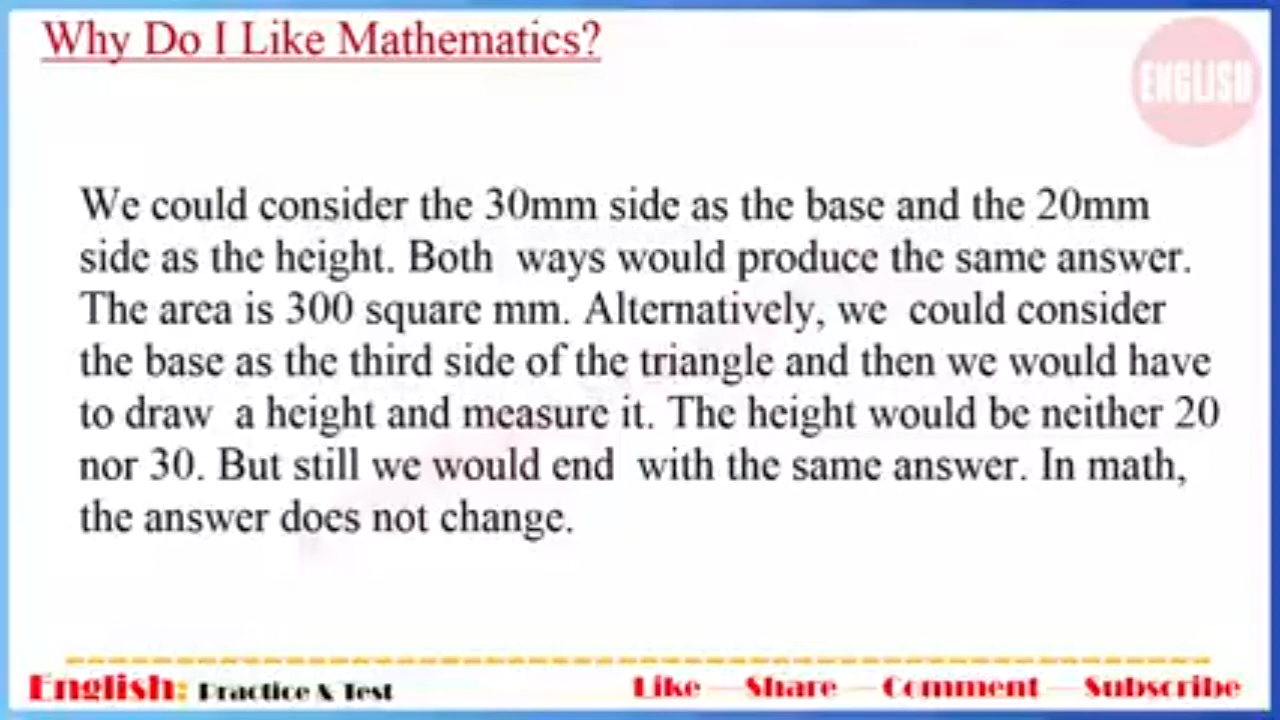 Why Do I Like Mathematics?
ENGLISH
We could consider the 30mm side as the base and the 20mm
side as the height. Both ways would produce the same answer.
The area is 300 square mm. Alternatively, we could consider
the base as the third side of the triangle and then we would have
to draw a height and measure it. The height would be neither 20
nor 30. But still we would end with the same answer. In math,
the answer does not change.
English: Practice & Test
Like — Share — Comment — Subscribe